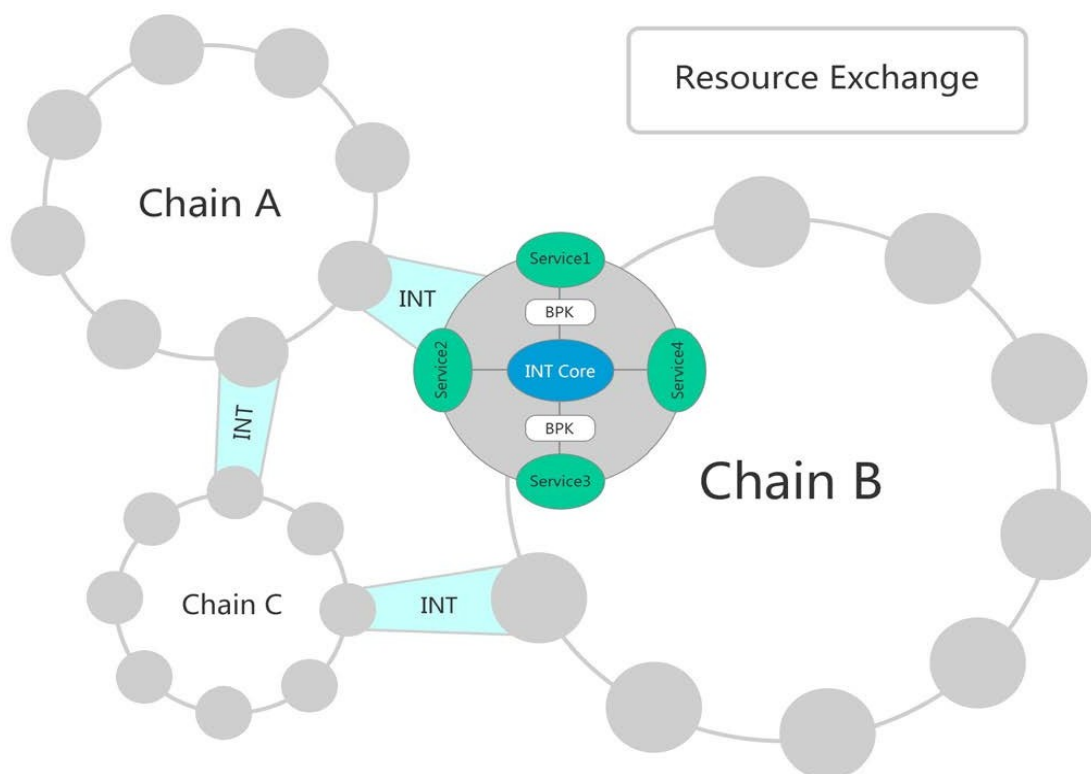 Resource Exchange
Chain A
INT
Service1
BPK
Service2
INT Core
Service4
BPK
Service3
INT
Chain B
Chain C
INT